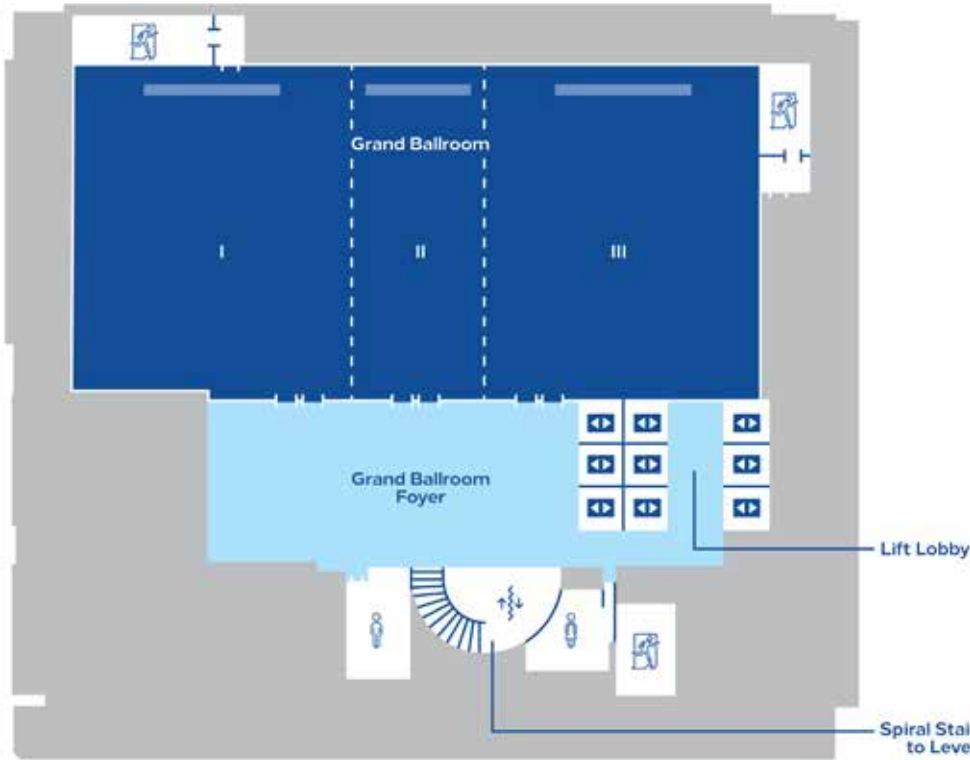 Grand Ballroom
I
II
III
Grand Ballroom
Foyer
Lift Lobby
Spiral Stai
to Leve